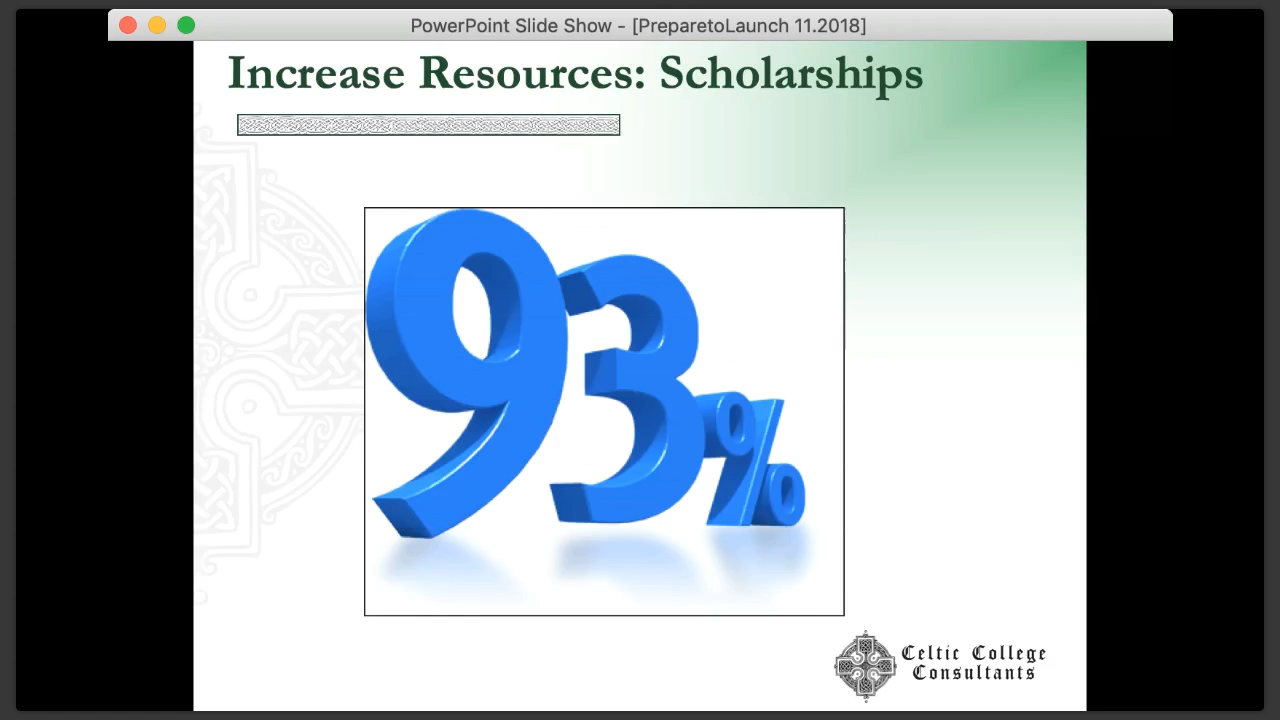 PowerPoint Slide Show - [PreparetoLaunch 11.2018]
Increase Resources: Scholarships
93%
Celtic College
Consultants